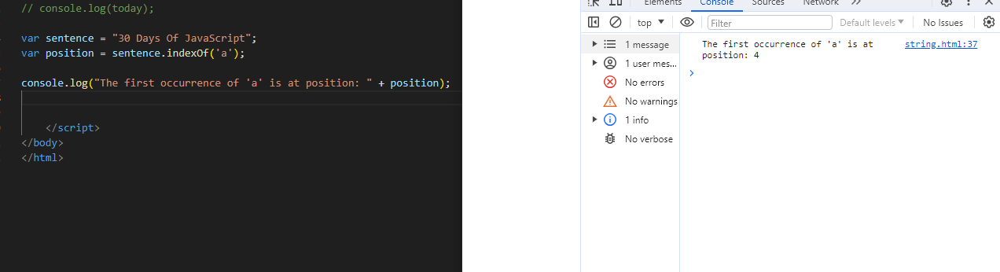 // console.log(today);
var sentence = "30 Days Of JavaScript";
var position = sentence.indexOf('a');
console.log("The first occurrence of 'a' is at position: " + position);
</script>
</body>
</html>
Elements Console Sources Network
top Filter Default levels No Issues
1 message
1 user mes...
No errors
No warnings
1 info
No verbose
The first occurrence of 'a' is at string.html:37
position: 4